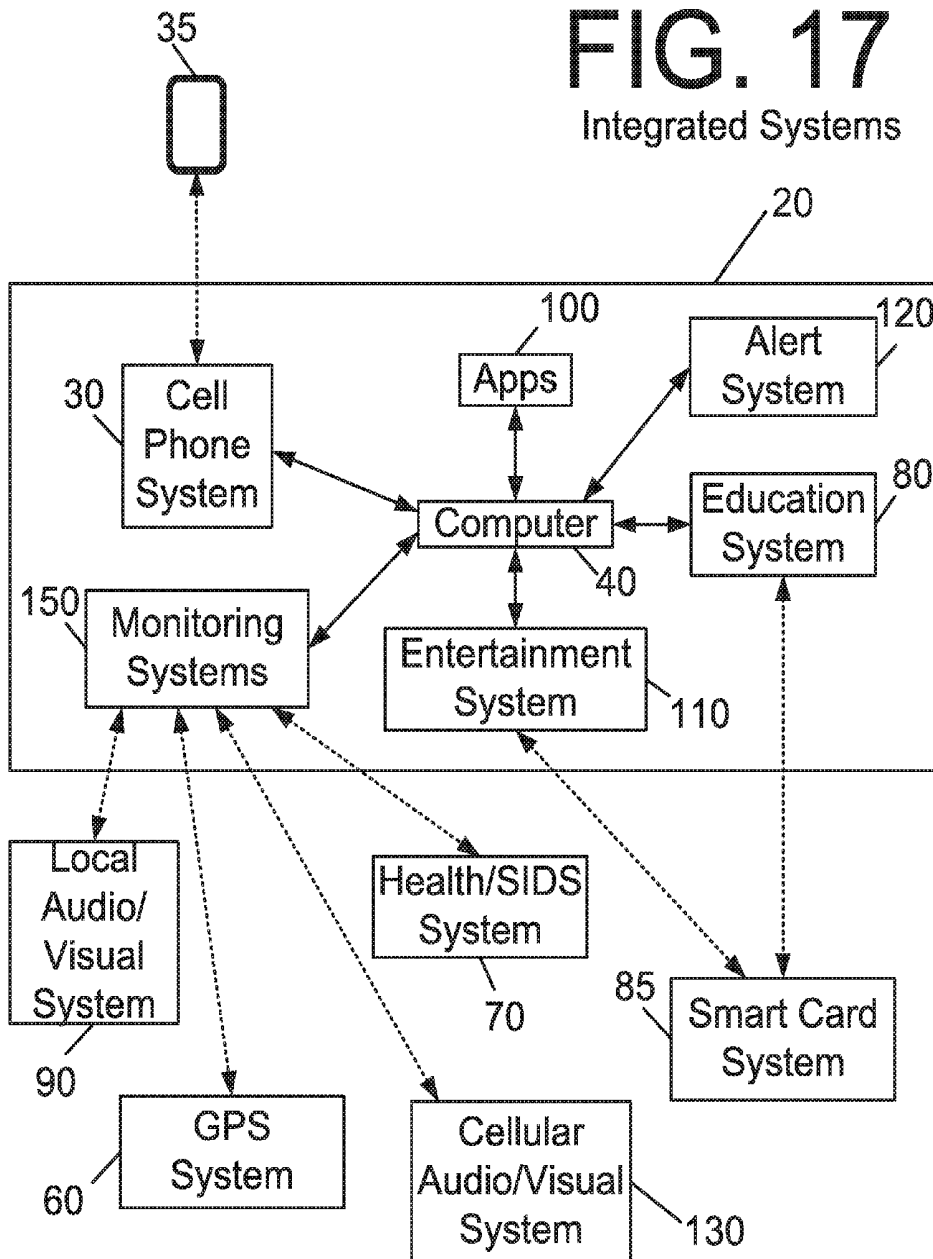 35
FIG. 17
Integrated Systems
20
100
Apps
Alert
System
120
30
Cell
Phone
System
Computer
40
Education
System
80
150
Monitoring
Systems
Entertainment
System
110
Local
Audio/
Visual
System
90
Health/SIDS
System
70
85
Smart Card
System
GPS
System
60
Cellular
Audio/Visual
System
130